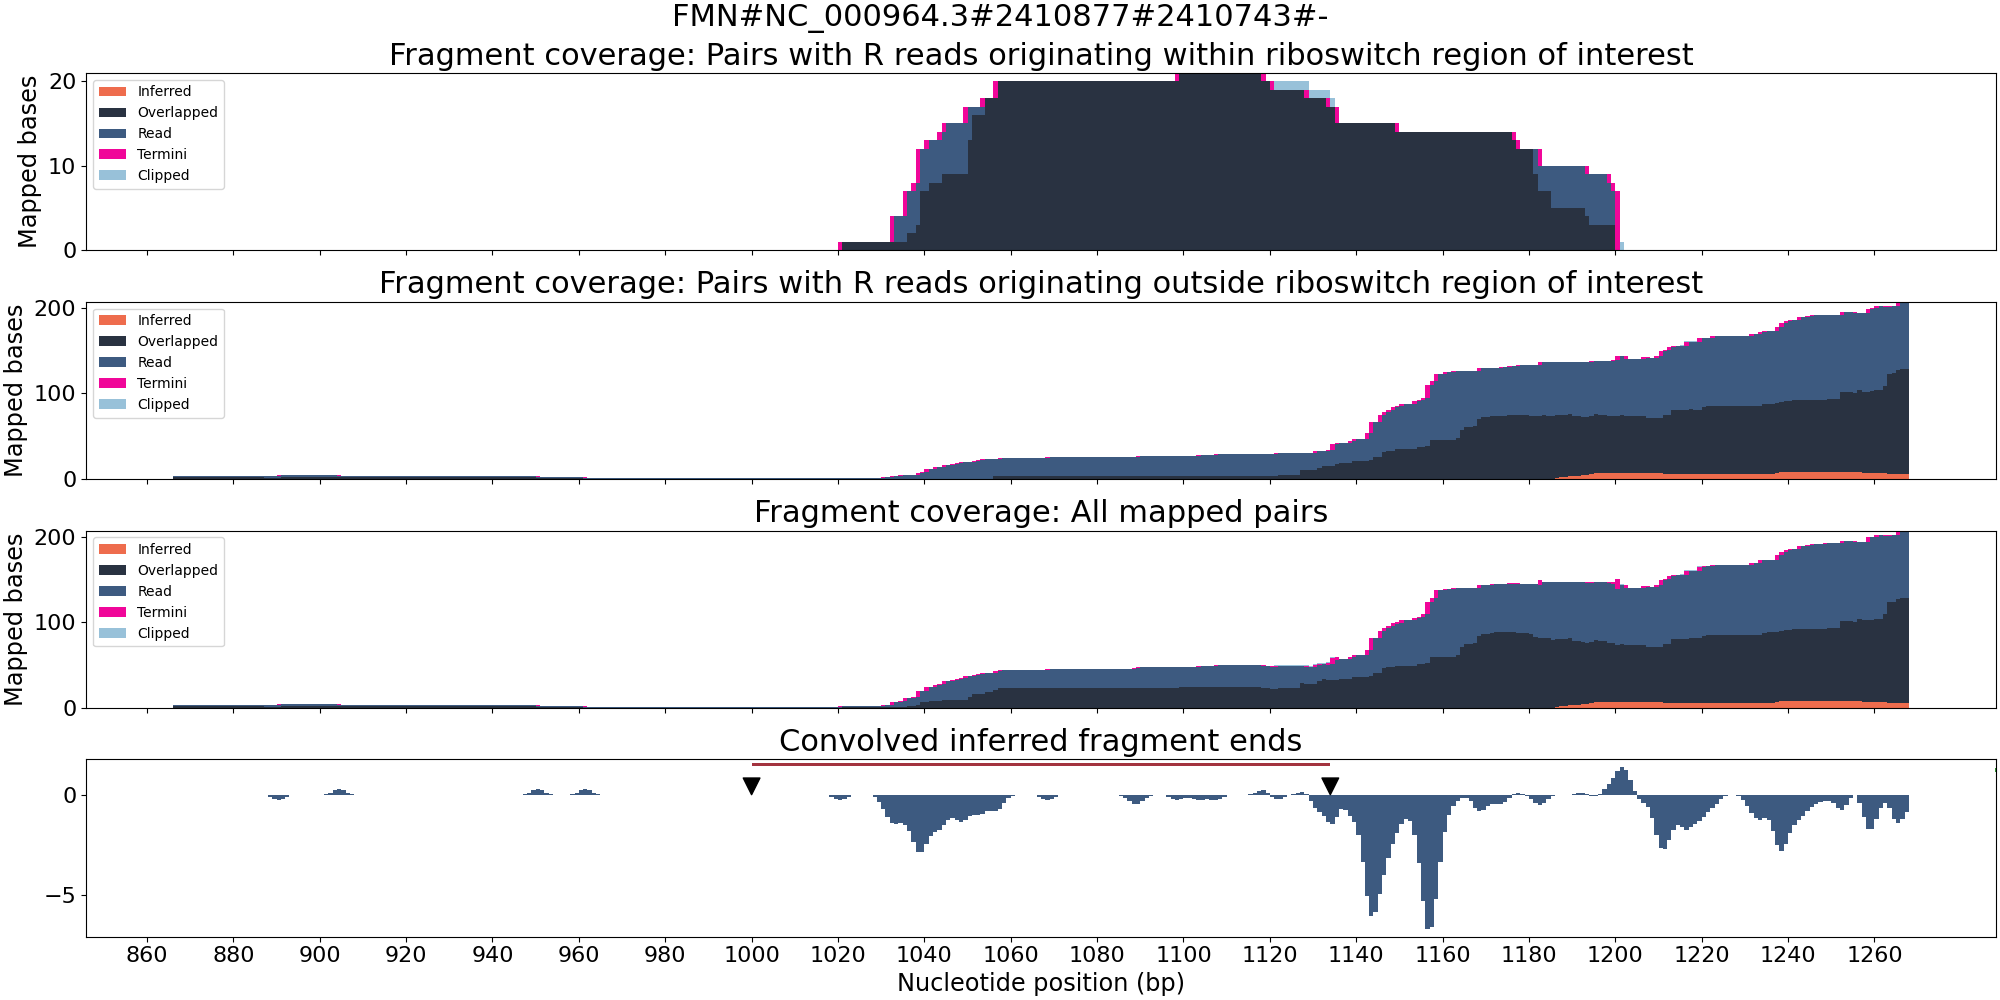 FMN#NC_000964.3#2410877#2410743#-
Fragment coverage: Pairs with R reads originating within riboswitch region of interest
Mapped bases
20
10
0
Inferred
Overlapped
Read
Termini
Clipped
Fragment coverage: Pairs with R reads originating outside riboswitch region of interest
Mapped bases
200
100
0
Inferred
Overlapped
Read
Termini
Clipped
Fragment coverage: All mapped pairs
Mapped bases
200
100
0
Inferred
Overlapped
Read
Termini
Clipped
Convolved inferred fragment ends
0
−5
860 880 900 920 940 960 980 1000 1020 1040 1060 1080 1100 1120 1140 1160 1180 1200 1220 1240 1260
Nucleotide position (bp)